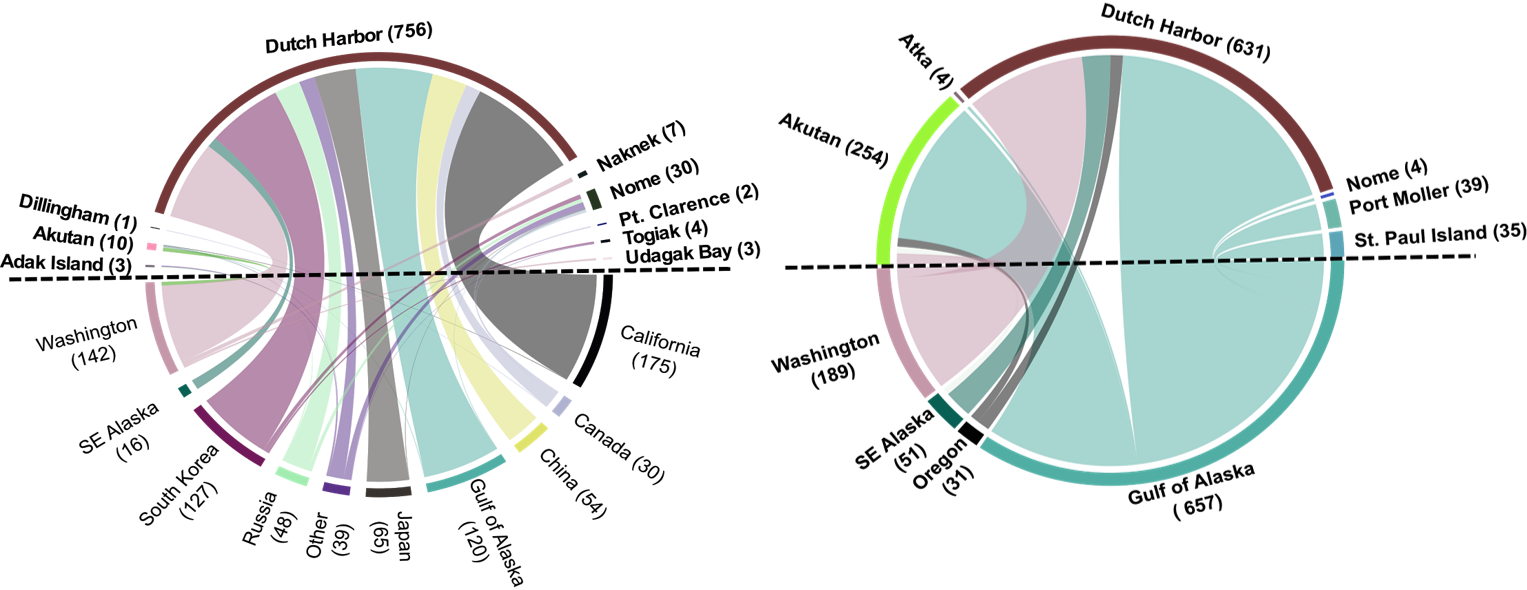 Dutch Harbor (756)
Naknek (7)
Nome (30)
Pt. Clarence (2)
Togiak (4)
Udagak Bay (3)
Dillingham (1)
Akutan (10)
Adak Island (3)
Washington
(142)
SE Alaska
(16)
South Korea
(127)
Russia
(48)
Other
(39)
Japan
(65)
Gulf of Alaska
(120)
China (54)
Canada (30)
California
(175)
Dutch Harbor (631)
Atka (4)
Akutan (254)
Nome (4)
Port Moller (39)
St. Paul Island (35)
Washington
(189)
SE Alaska
(51)
Oregon
(31)
Gulf of Alaska
( 657)